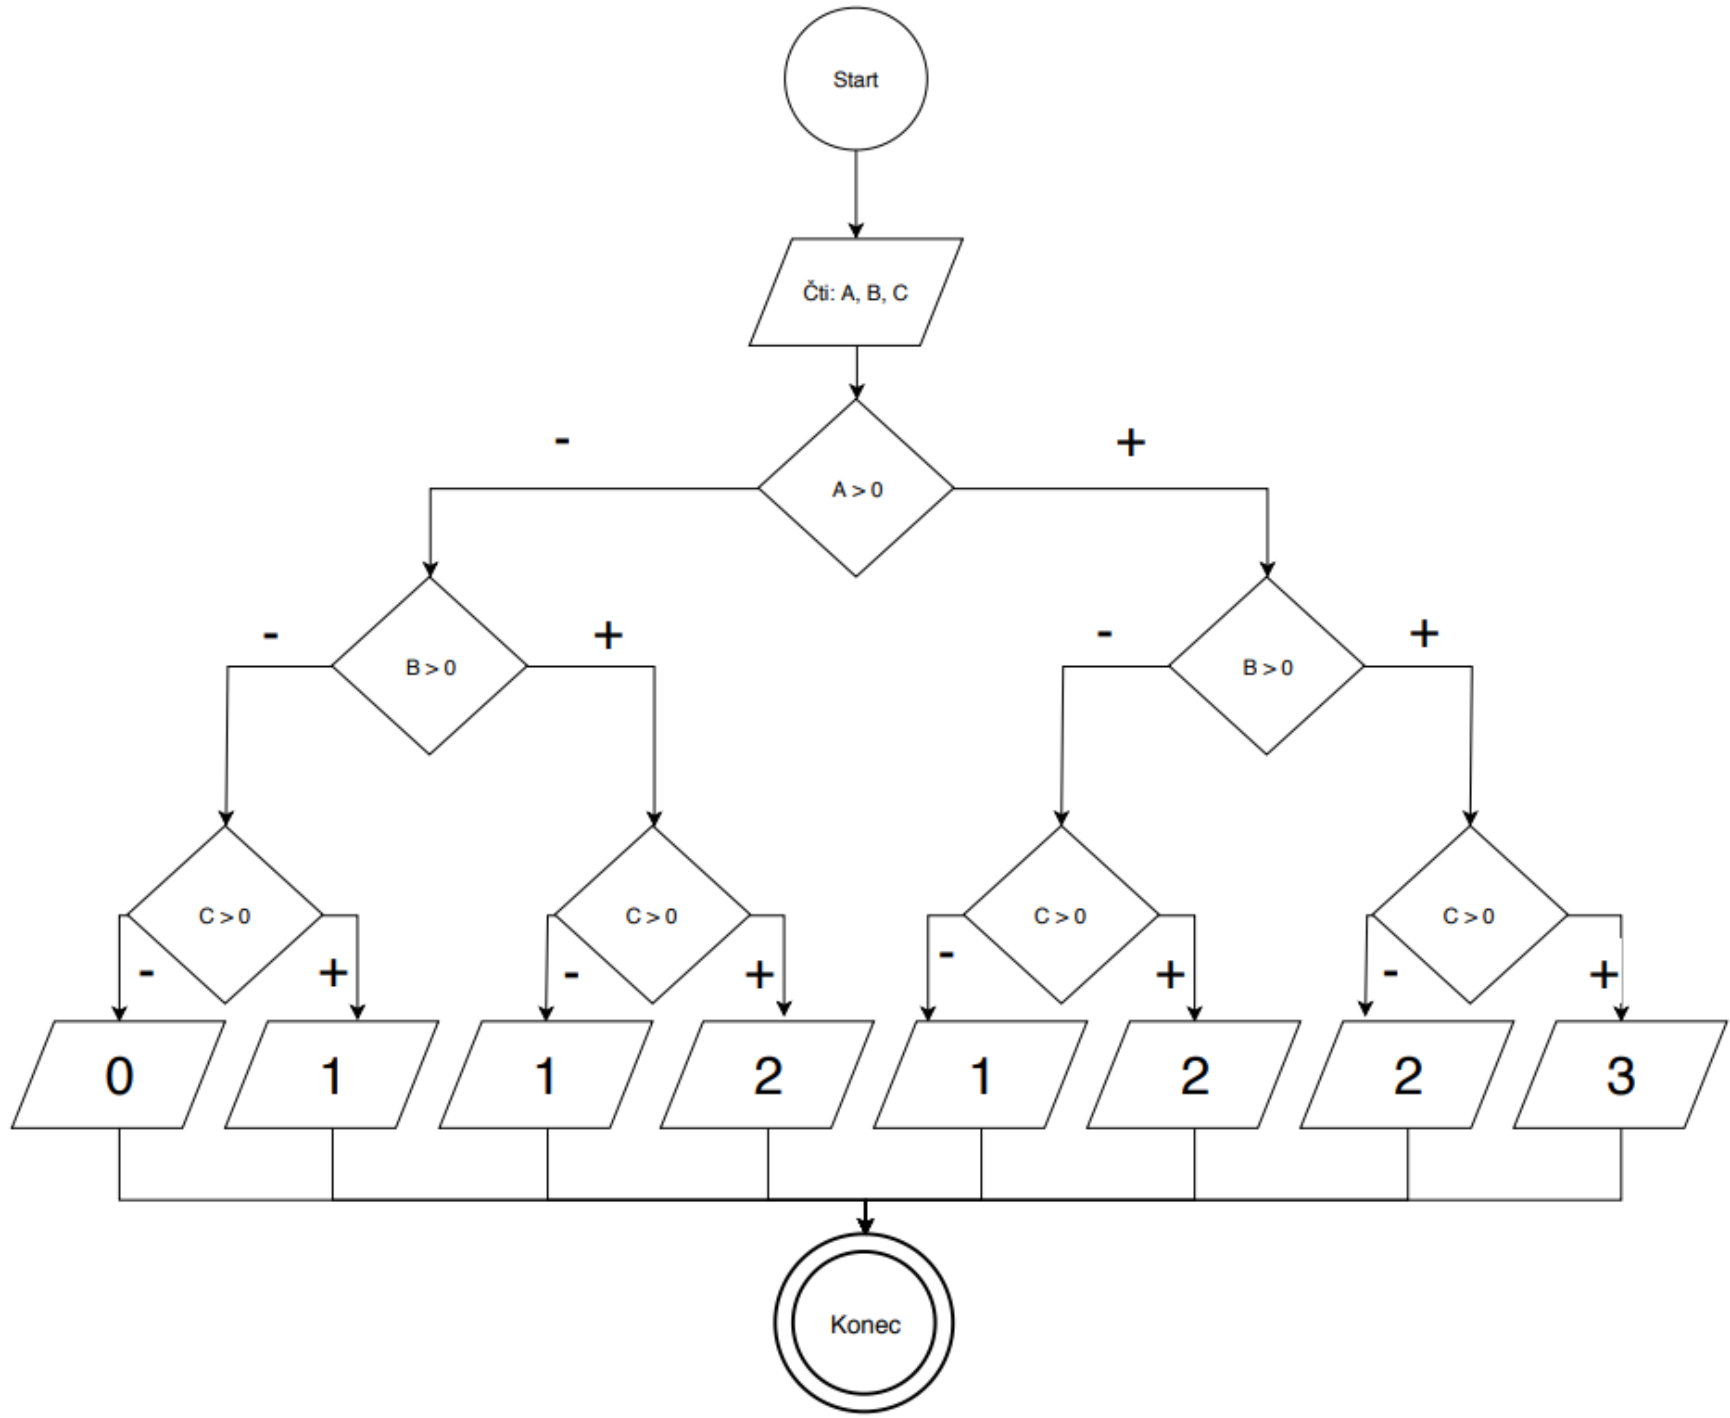 Start
Čti: A, B, C
- +
A > 0
- + - +
B > 0 B > 0
C > 0 C > 0 C > 0 C > 0
- + - + - + - +
0 1 1 2 1 2 2 3
Konec